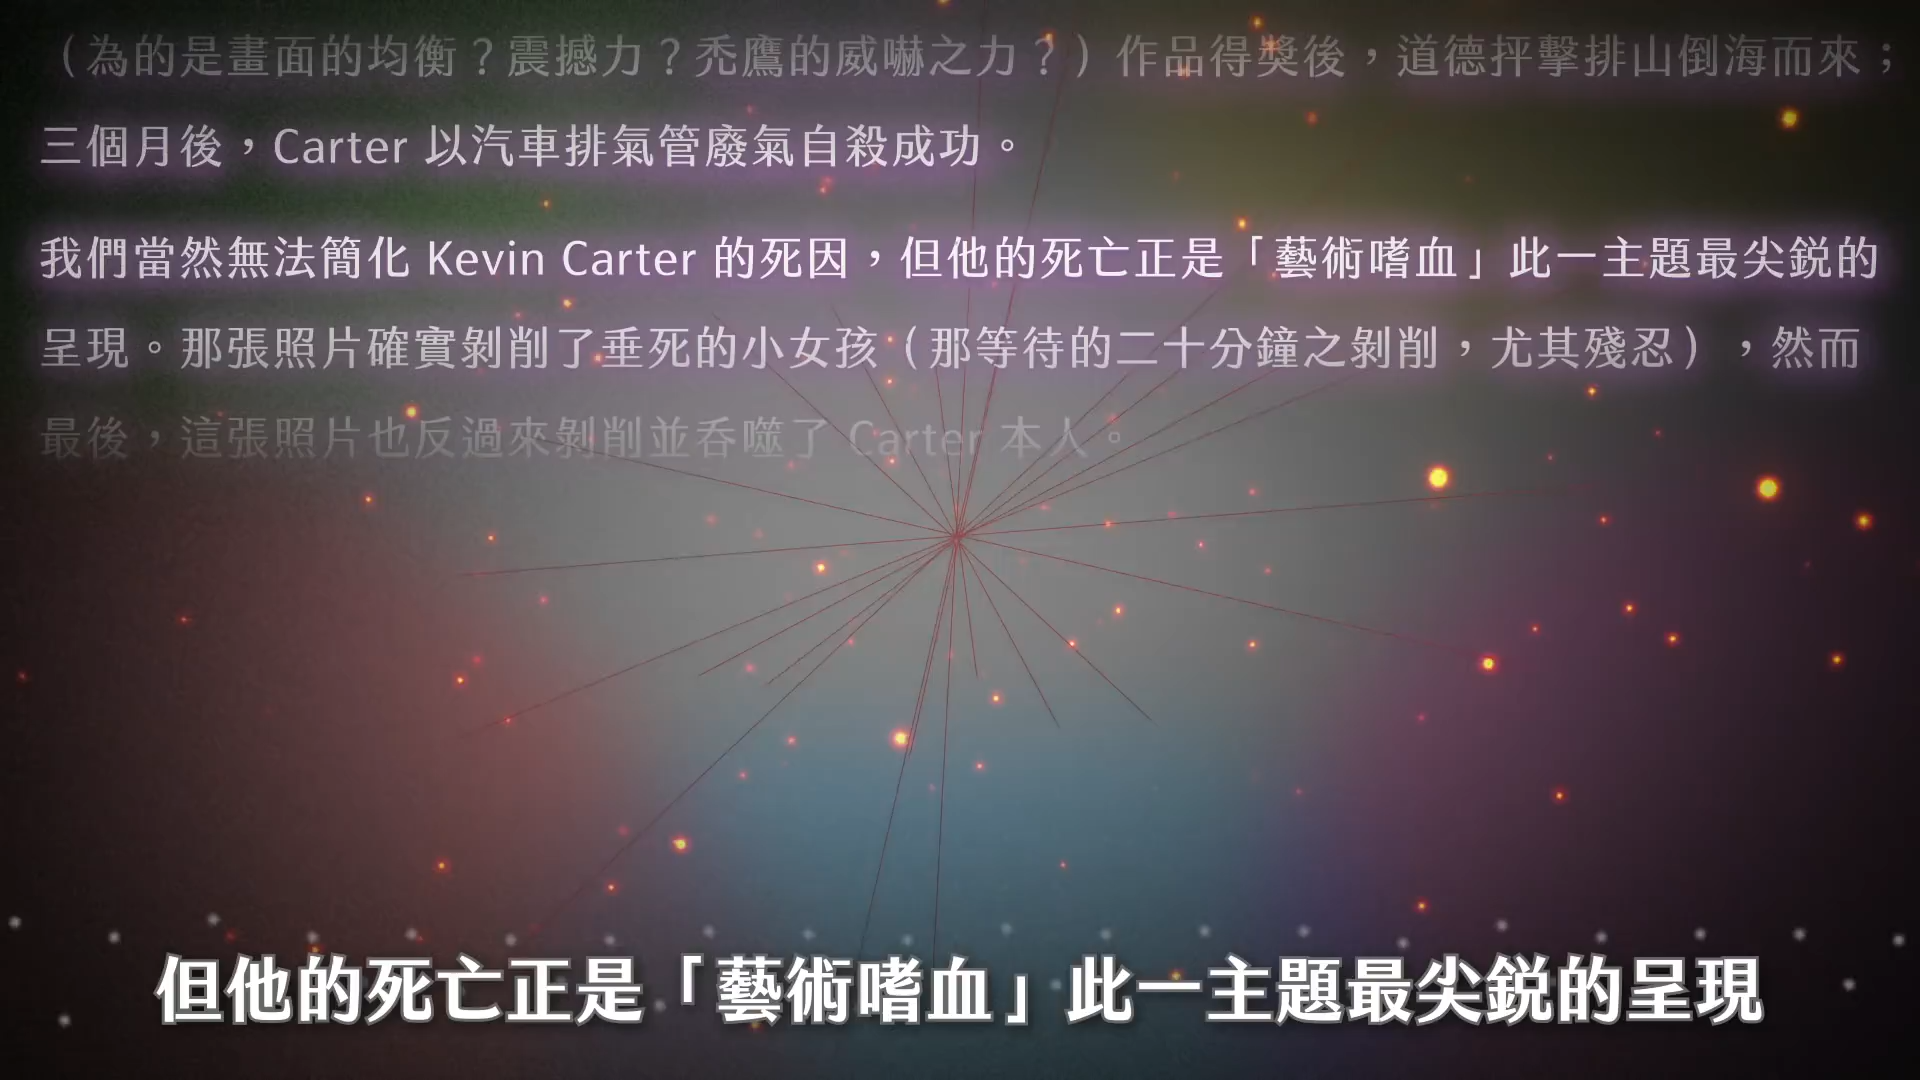 （為的是畫面的均衡？震撼力？禿鷹的威嚇之力？）作品得獎後，道德抨擊排山倒海而來；
三個月後，Carter 以汽車排氣管廢氣自殺成功。
我們當然無法簡化 Kevin Carter 的死因，但他的死亡正是「藝術嗜血」此一主題最尖銳的
呈現。那張照片確實剝削了垂死的小女孩（那等待的二十分鐘之剝削，尤其殘忍），然而
最後，這張照片也反過來剝削並吞噬了 Carter 本人。
但他的死亡正是「藝術嗜血」此一主題最尖銳的呈現